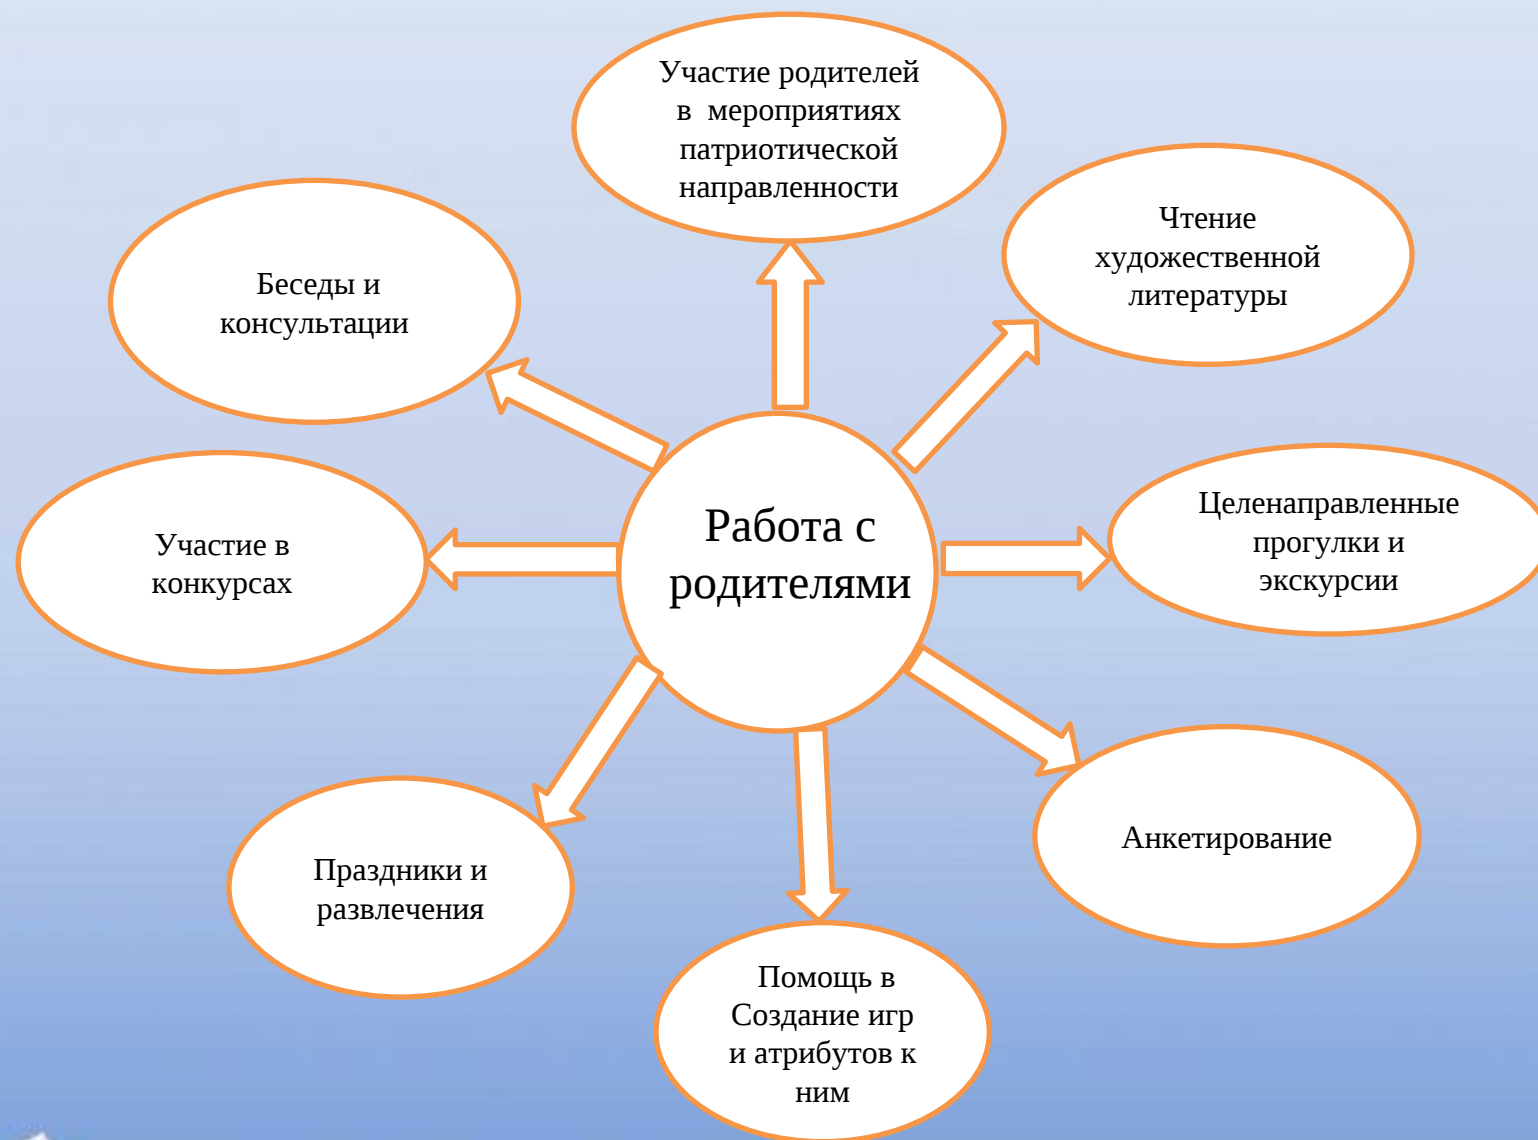 Участие родителей
в мероприятиях
патриотической
направленности
Чтение
художественной
литературы
Беседы и
консультации
Целенаправленные
прогулки и
экскурсии
Работа с
родителями
Участие в
конкурсах
Анкетирование
Праздники и
развлечения
Помощь в
Создание игр
и атрибутов к
ним